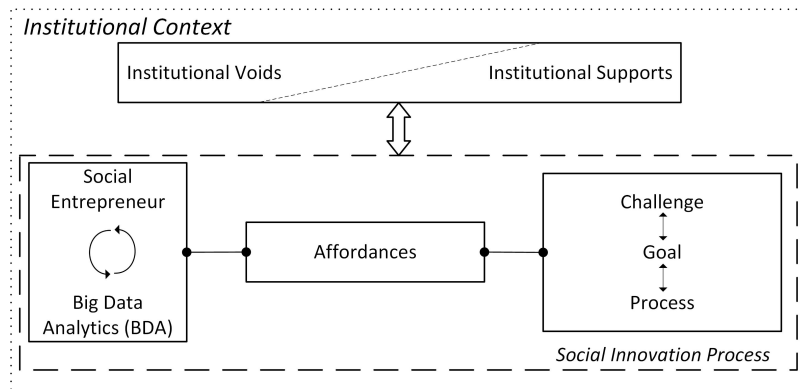 Institutional Context
Institutional Voids
Institutional Supports
Social
Entrepreneur
Big Data
Analytics (BDA)
Affordances
Challenge
Goal
Process
Social Innovation Process